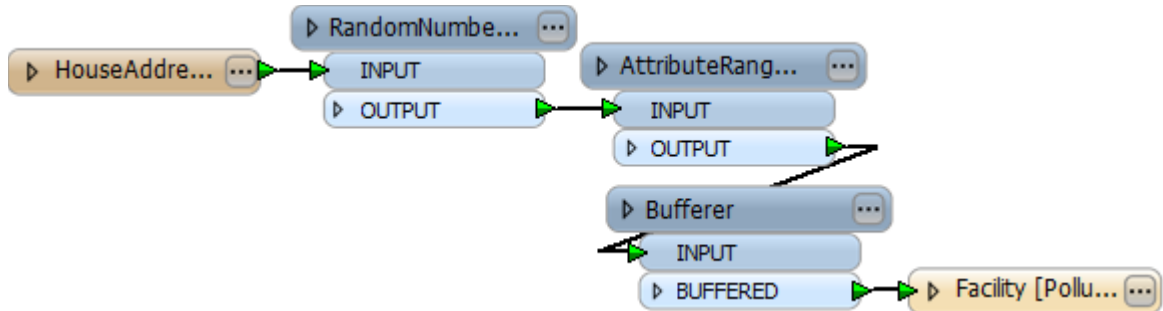 RandomNumbe...
HouseAddre...
INPUT
OUTPUT
AttributeRang...
INPUT
OUTPUT
Bufferer
INPUT
BUFFERED
Facility [Pollu...